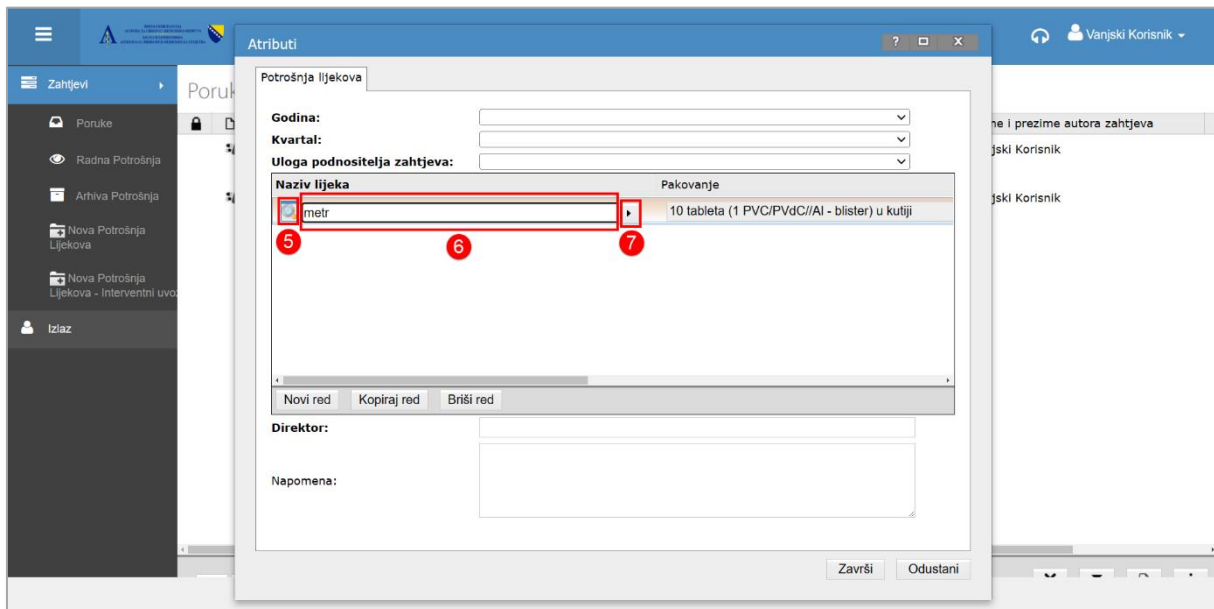 Vanjski Korisnik
Atributi
? X
Zahtjevi
Poruke
Radna Potrošnja
Arhiva Potrošnja
Nova Potrošnja
Lijekova
Nova Potrošnja
Lijekova - Interventni uvo
Izlaz
Poruk
ne i prezime autora zahtjeva
jski Korisnik
jski Korisnik
Potrošnja lijekova
Godina:
Kvartal:
Uloga podnositelja zahtjeva:
Naziv lijeka Pakovanje
metr 10 tableta (1 PVC/PVdC//Al - blister) u kutiji
5 6 7
Novi red Kopiraj red Briši red
Direktor:
Napomena:
Završi Odustani